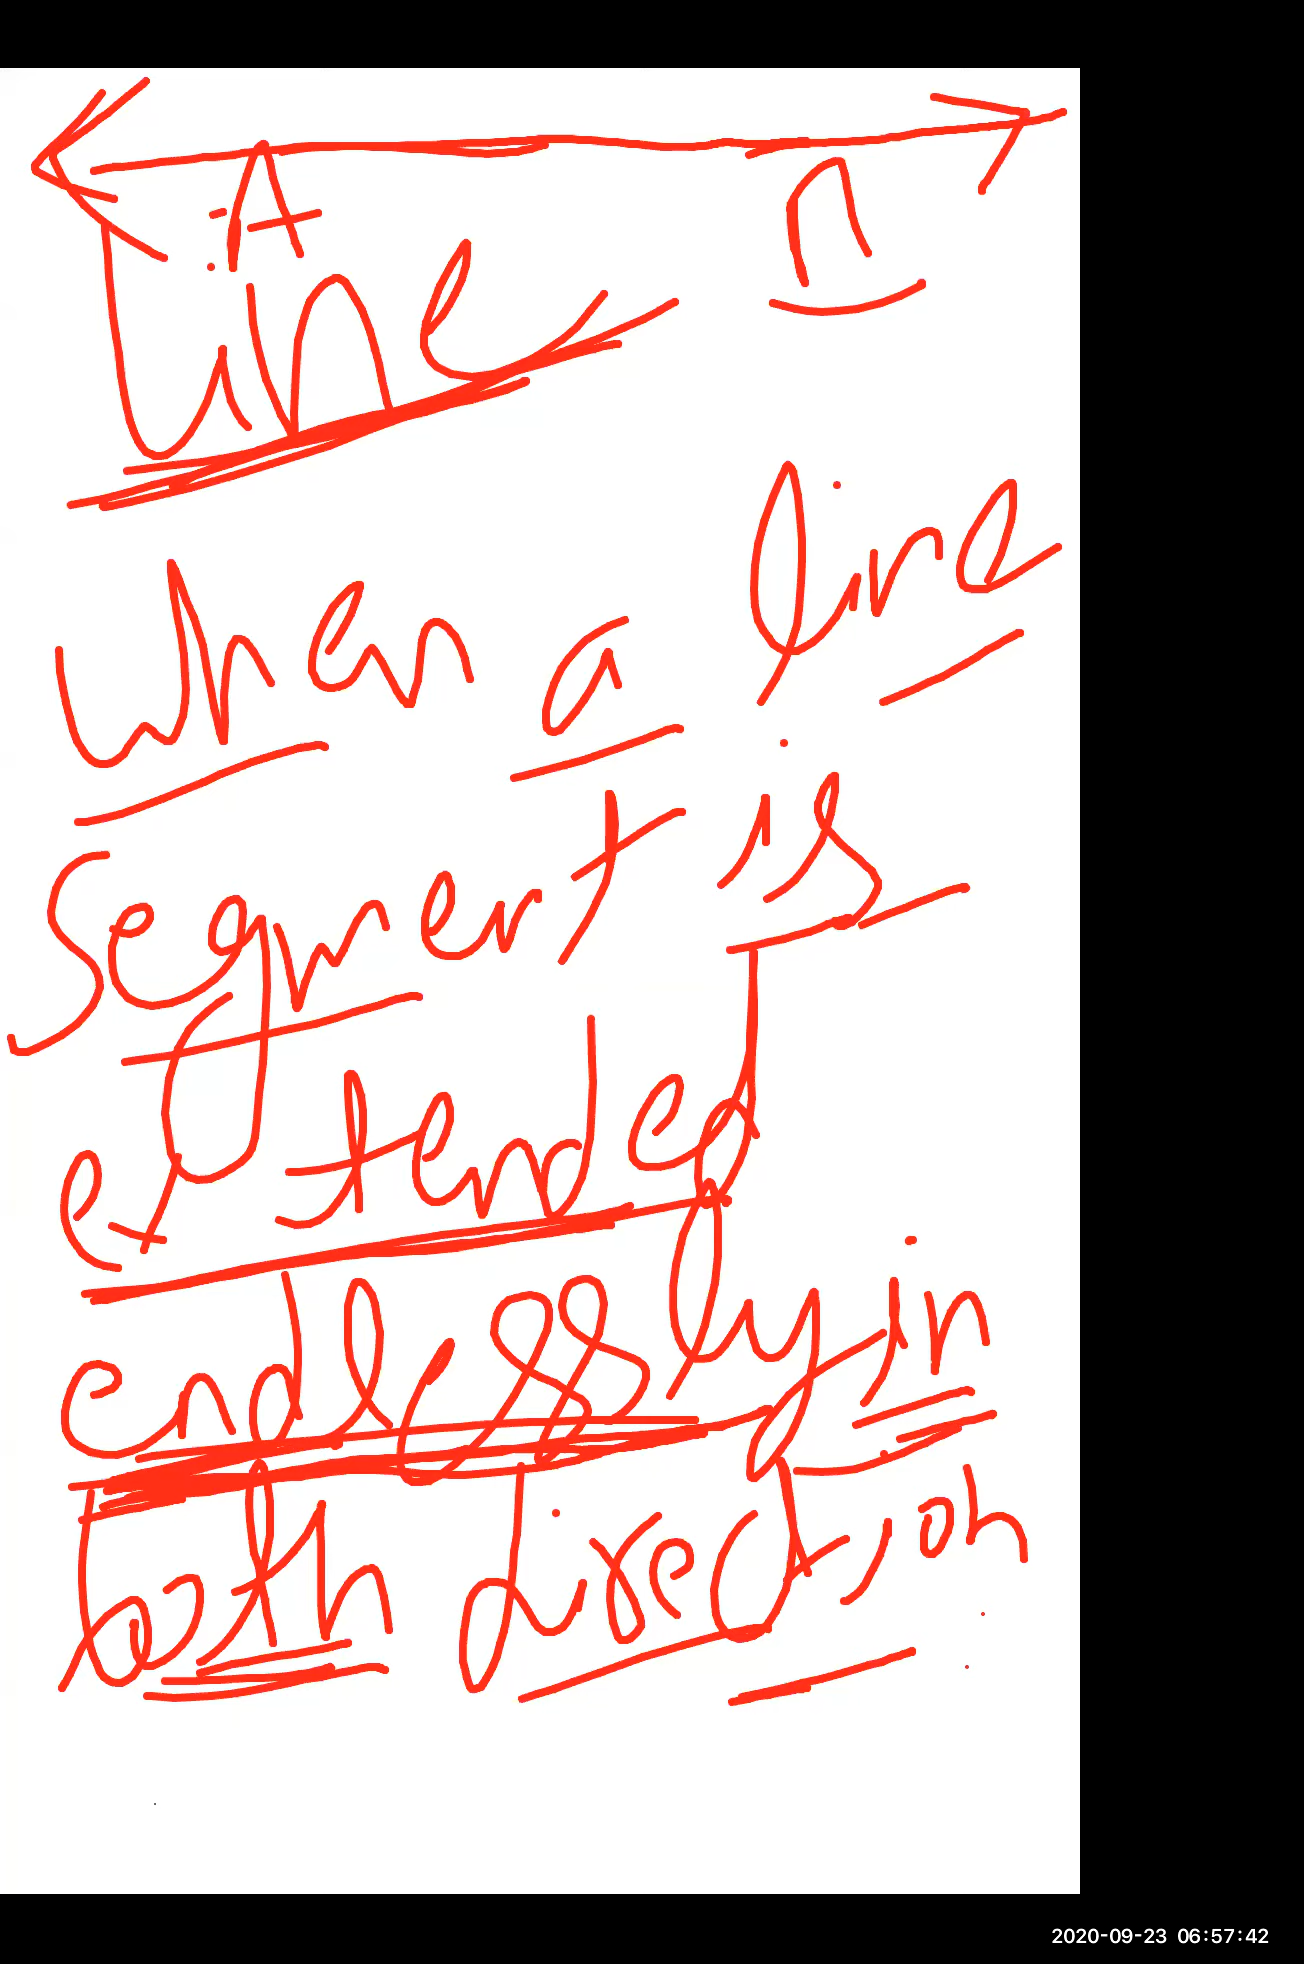 A
line
when a line
segment is
extended
endlessly in
both direction
2020-09-23 06:57:42